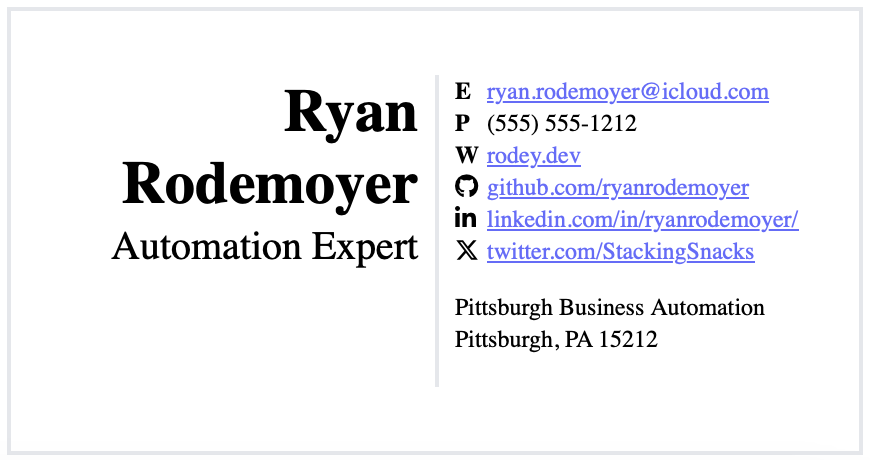 Ryan
Rodemoyer
Automation Expert
E ryan.rodemoyer@icloud.com
P (555) 555-1212
W rodey.dev
github.com/ryanrodemoyer
in linkedin.com/in/ryanrodemoyer/
X twitter.com/StackingSnacks
Pittsburgh Business Automation
Pittsburgh, PA 15212